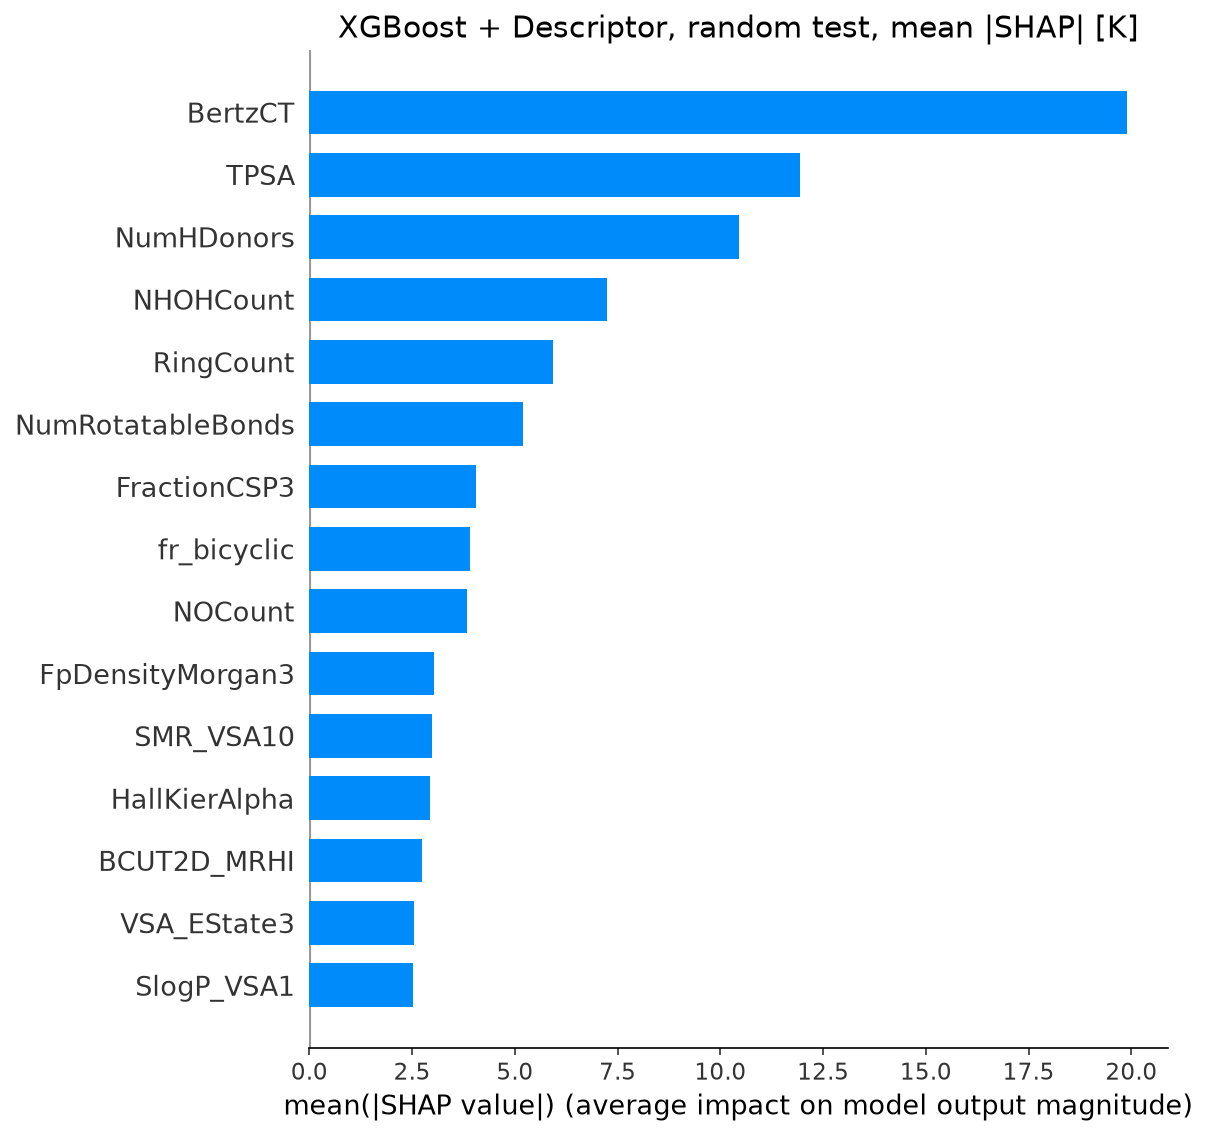 XGBoost + Descriptor, random test, mean |SHAP| [K]
BertzCT
TPSA
NumHDonors
NHOHCount
RingCount
NumRotatableBonds
FractionCSP3
fr_bicyclic
NOCount
FpDensityMorgan3
SMR_VSA10
HallKierAlpha
BCUT2D_MRHI
VSA_EState3
SlogP_VSA1
0.0 2.5 5.0 7.5 10.0 12.5 15.0 17.5 20.0
mean(|SHAP value|) (average impact on model output magnitude)